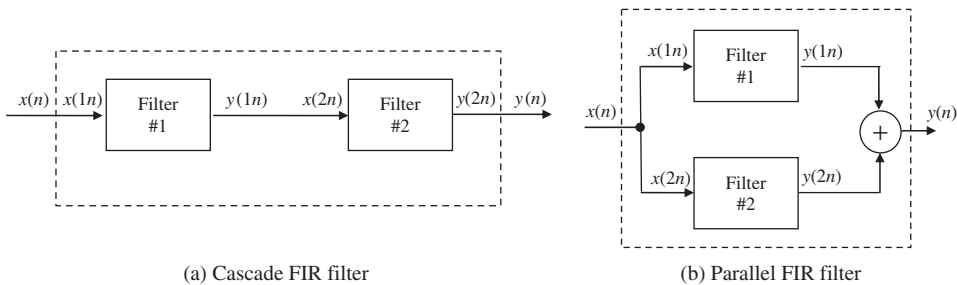 x(n)
x(1n)
Filter
#1
y(1n)
x(2n)
Filter
#2
y(2n)
y(n)
(a) Cascade FIR filter
x(n)
x(1n)
Filter
#1
y(1n)
x(2n)
Filter
#2
y(2n)
+
y(n)
(b) Parallel FIR filter